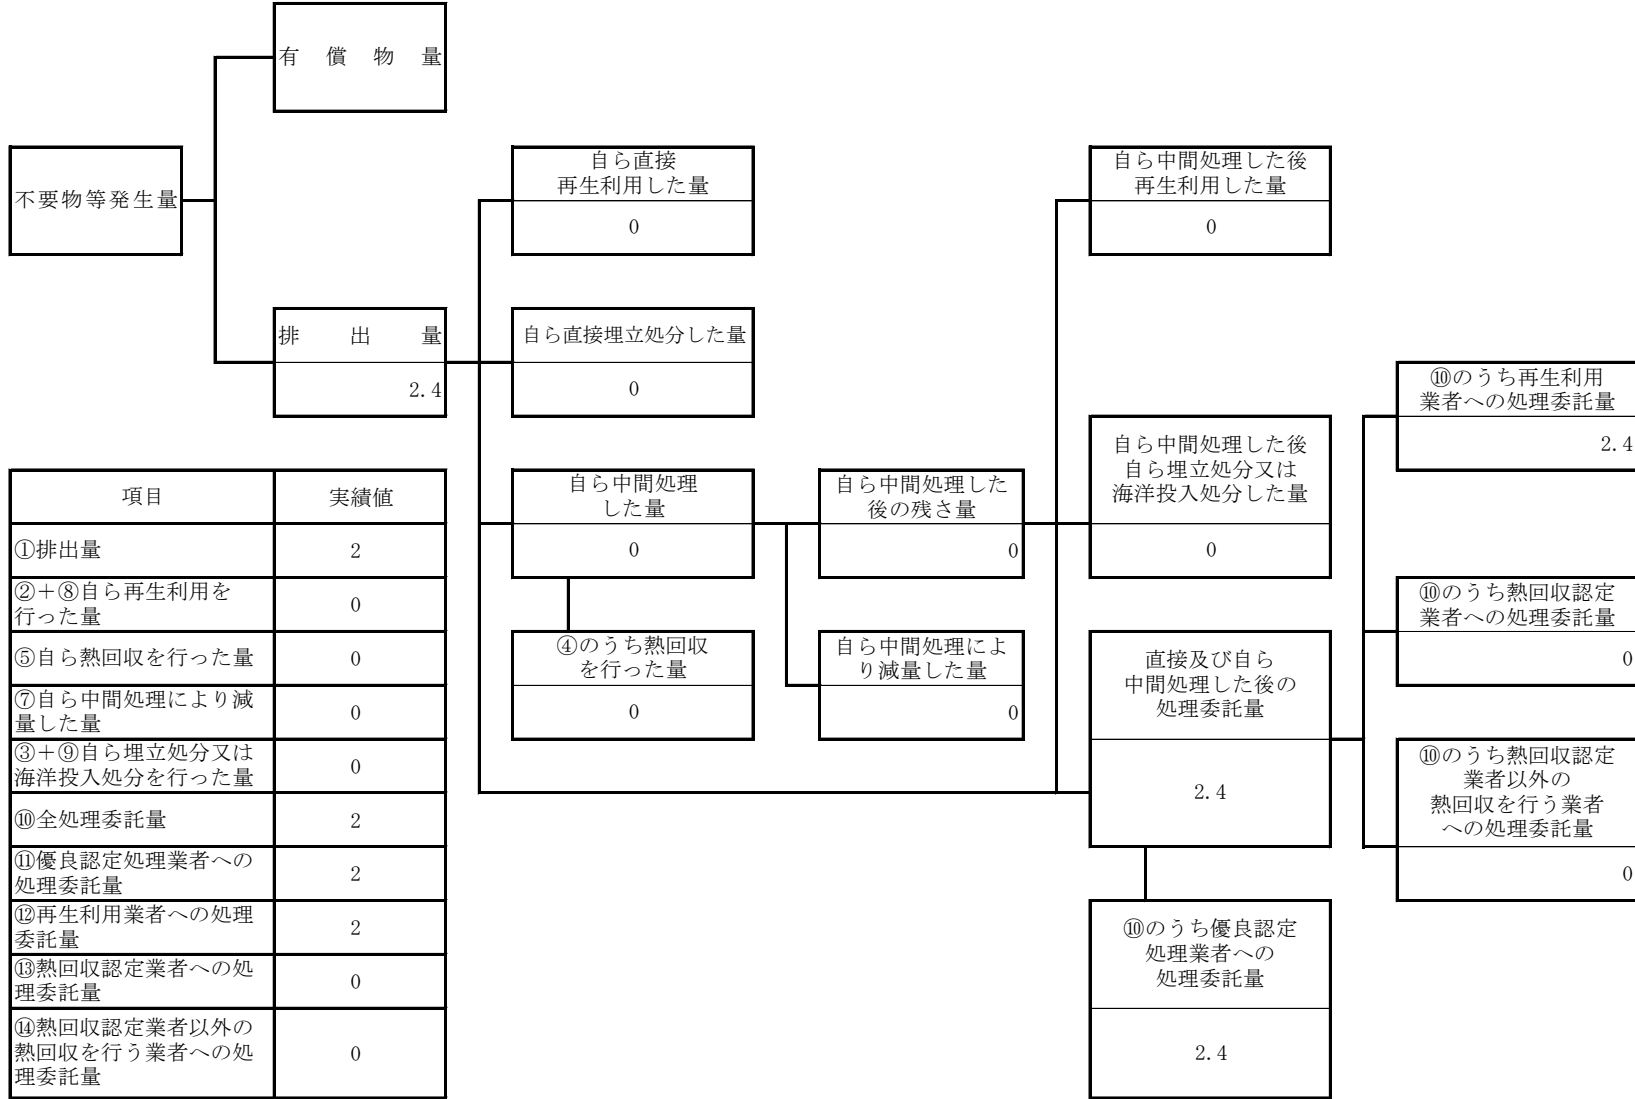 有償物量
不要物等発生量
排出量
2.4
自ら直接
再生利用した量
0
自ら直接埋立処分した量
0
自ら中間処理
した量
0
④のうち熱回収
を行った量
0
自ら中間処理した
後の残さ量
0
自ら中間処理によ
り減量した量
0
自ら中間処理した後
再生利用した量
0
自ら中間処理した後
自ら埋立処分又は
海洋投入処分した量
0
直接及び自ら
中間処理した後の
処理委託量
2.4
⑩のうち優良認定
処理業者への
処理委託量
2.4
⑩のうち再生利用
業者への処理委託量
2.4
⑩のうち熱回収認定
業者への処理委託量
0
⑩のうち熱回収認定
業者以外の
熱回収を行う業者
への処理委託量
0
項目 実績値
①排出量 2
②＋⑧自ら再生利用を
行った量 0
⑤自ら熱回収を行った量 0
⑦自ら中間処理により減
量した量 0
③＋⑨自ら埋立処分又は
海洋投入処分を行った量 0
⑩全処理委託量 2
⑪優良認定処理業者への
処理委託量 2
⑫再生利用業者への処理
委託量 2
⑬熱回収認定業者への処
理委託量 0
⑭熱回収認定業者以外の
熱回収を行う業者への処 0
理委託量